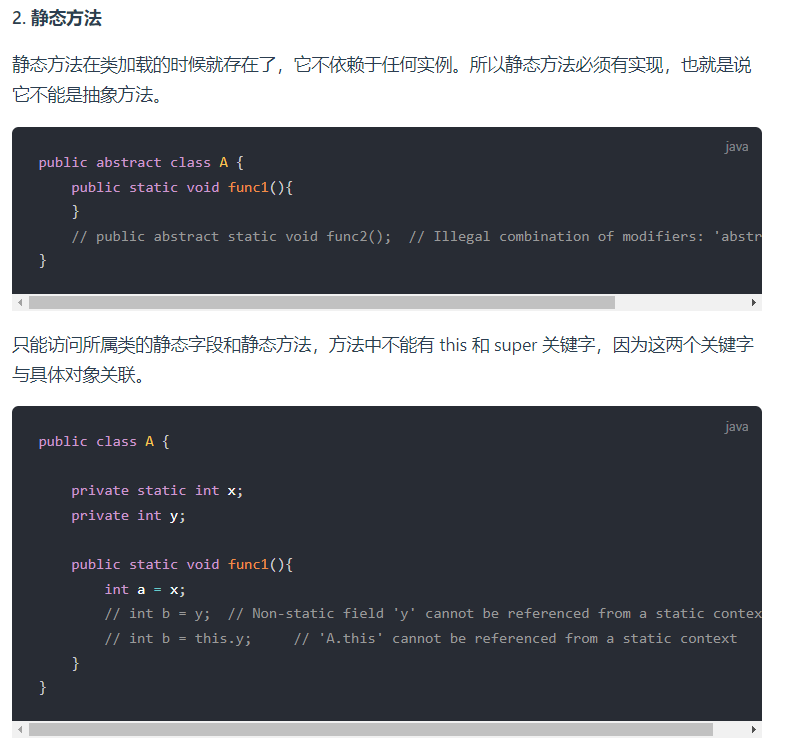 2. 静态方法
静态方法在类加载的时候就存在了，它不依赖于任何实例。所以静态方法必须有实现，也就是说
它不能是抽象方法。
java
public abstract class A {
    public static void func1(){
    }
    // public abstract static void func2();  // Illegal combination of modifiers: 'abstr
}
只能访问所属类的静态字段和静态方法，方法中不能有 this 和 super 关键字，因为这两个关键字
与具体对象关联。
java
public class A {
    private static int x;
    private int y;
    public static void func1(){
        int a = x;
        // int b = y;  // Non-static field 'y' cannot be referenced from a static contex
        // int b = this.y;     // 'A.this' cannot be referenced from a static context
    }
}